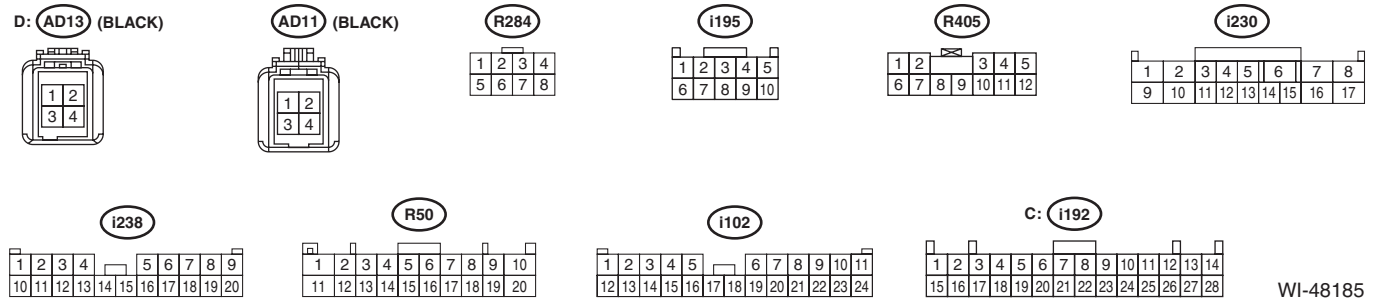 D: AD13 (BLACK)
1 2
3 4
AD11 (BLACK)
1 2
3 4
R284
1 2 3 4
5 6 7 8
i195
1 2 3 4 5
6 7 8 9 10
R405
1 2 3 4 5
6 7 8 9 10 11 12
i230
1 2 3 4 5 6 7 8
9 10 11 12 13 14 15 16 17
i238
1 2 3 4 5 6 7 8 9
10 11 12 13 14 15 16 17 18 19 20
R50
1 2 3 4 5 6 7 8 9 10
11 12 13 14 15 16 17 18 19 20
i102
1 2 3 4 5 6 7 8 9 10 11
12 13 14 15 16 17 18 19 20 21 22 23 24
C: i192
1 2 3 4 5 6 7 8 9 10 11 12 13 14
15 16 17 18 19 20 21 22 23 24 25 26 27 28
WI-48185